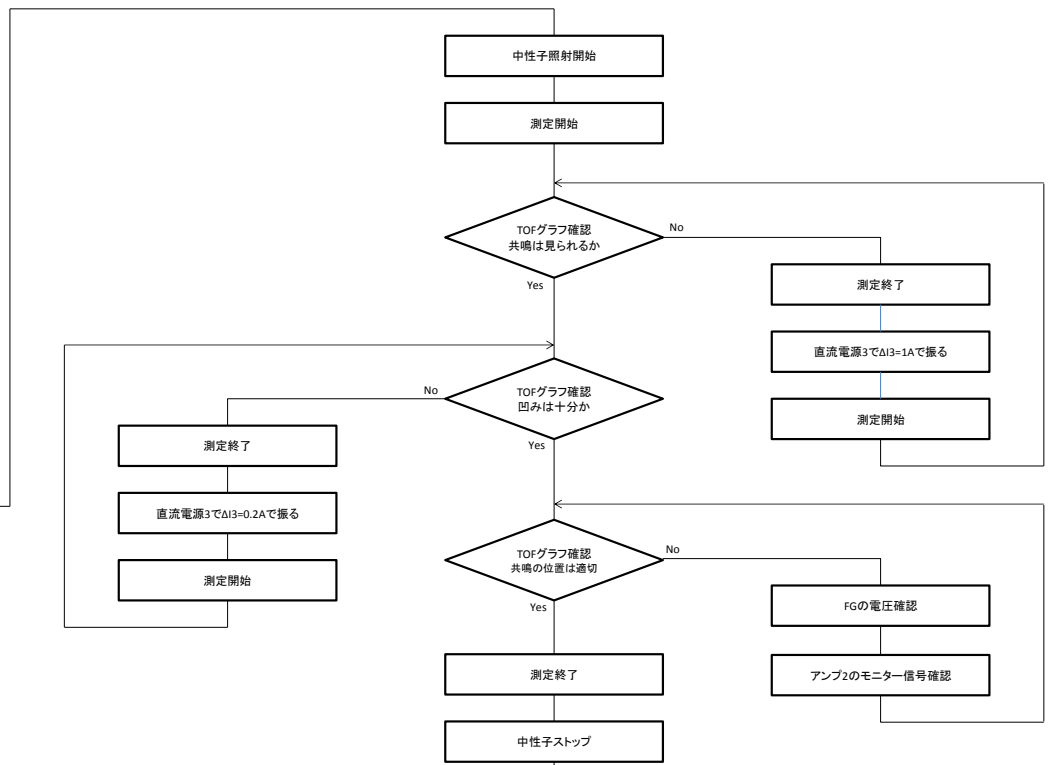 中性子照射開始
測定開始
TOFグラフ確認
共鳴は見られるか
No
Yes
測定終了
直流電源3でΔI3=1Aで振る
測定開始
TOFグラフ確認
凹みは十分か
No
Yes
測定終了
直流電源3でΔI3=0.2Aで振る
測定開始
TOFグラフ確認
共鳴の位置は適切
No
Yes
FGの電圧確認
アンプ2のモニター信号確認
測定終了
中性子ストップ